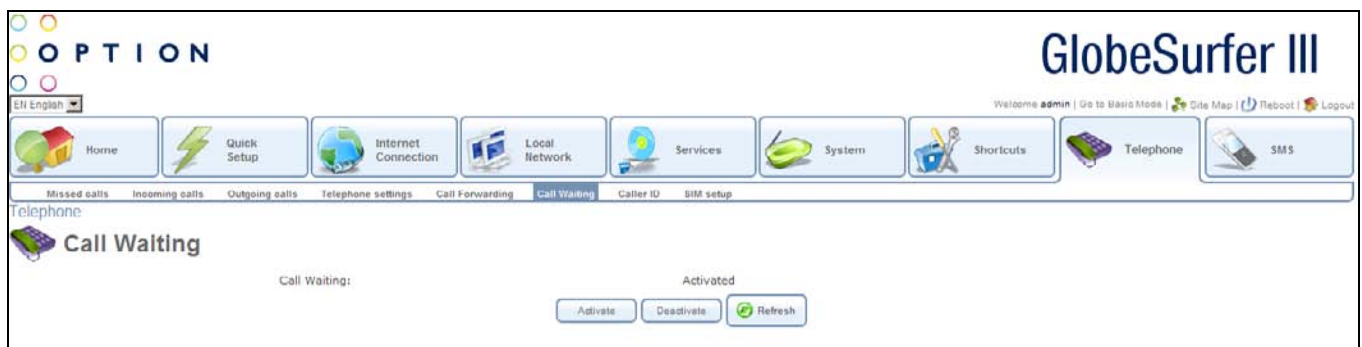 OPTION
GlobeSurfer III
EN English
Welcome admin | Go to Basic Mode | Site Map | Reboot | Logout
Home
Quick Setup
Internet Connection
Local Network
Services
System
Shortcuts
Telephone
SMS
Missed calls Incoming calls Outgoing calls Telephone settings Call Forwarding Call Waiting Caller ID SIM setup
Telephone
Call Waiting
Call Waiting: Activated
Activate Deactivate Refresh